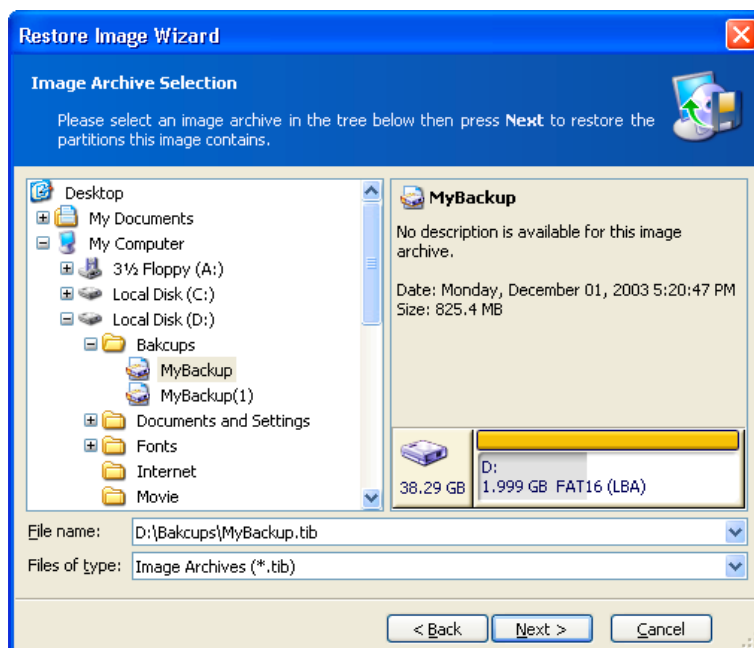 Restore Image Wizard
Image Archive Selection
Please select an image archive in the tree below then press Next to restore the
partitions this image contains.
Desktop
My Documents
My Computer
3½ Floppy (A:)
Local Disk (C:)
Local Disk (D:)
Bakcups
MyBackup
MyBackup(1)
Documents and Settings
Fonts
Internet
Movie
MyBackup
No description is available for this image
archive.
Date: Monday, December 01, 2003 5:20:47 PM
Size: 825.4 MB
38.29 GB
D:
1.999 GB FAT16 (LBA)
File name: D:\Bakcups\MyBackup.tib
Files of type: Image Archives (*.tib)
< Back Next > Cancel